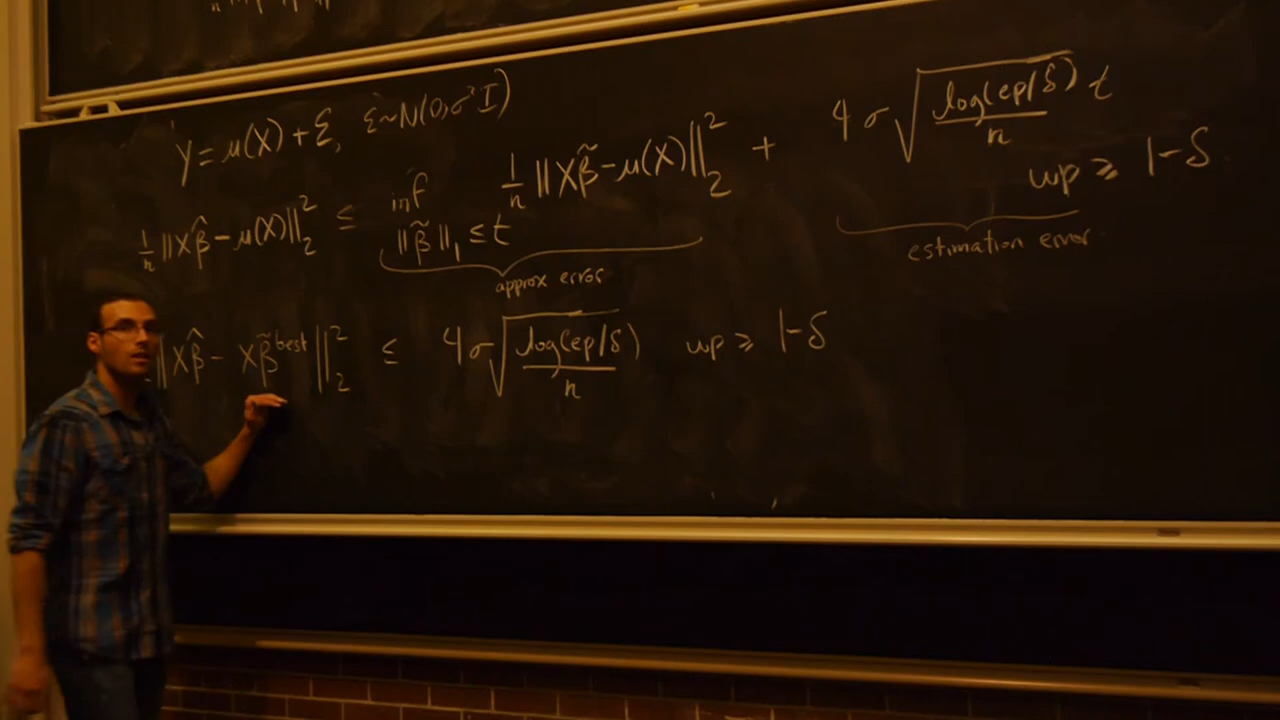 Y = μ(X) + ε, ε ~ N(0, σ²I)
1/n ‖Xβ̂ − μ(X)‖₂² ≤ inf ‖β̃‖₁ ≤ t 1/n ‖Xβ̃ − μ(X)‖₂² + 4σ √(log(ep/δ)/n) t
wp ≥ 1−δ
approx error
estimation error
‖Xβ̂ − Xβ̃ best‖₂² ≤ 4σ √(log(ep/δ)/n) wp ≥ 1−δ